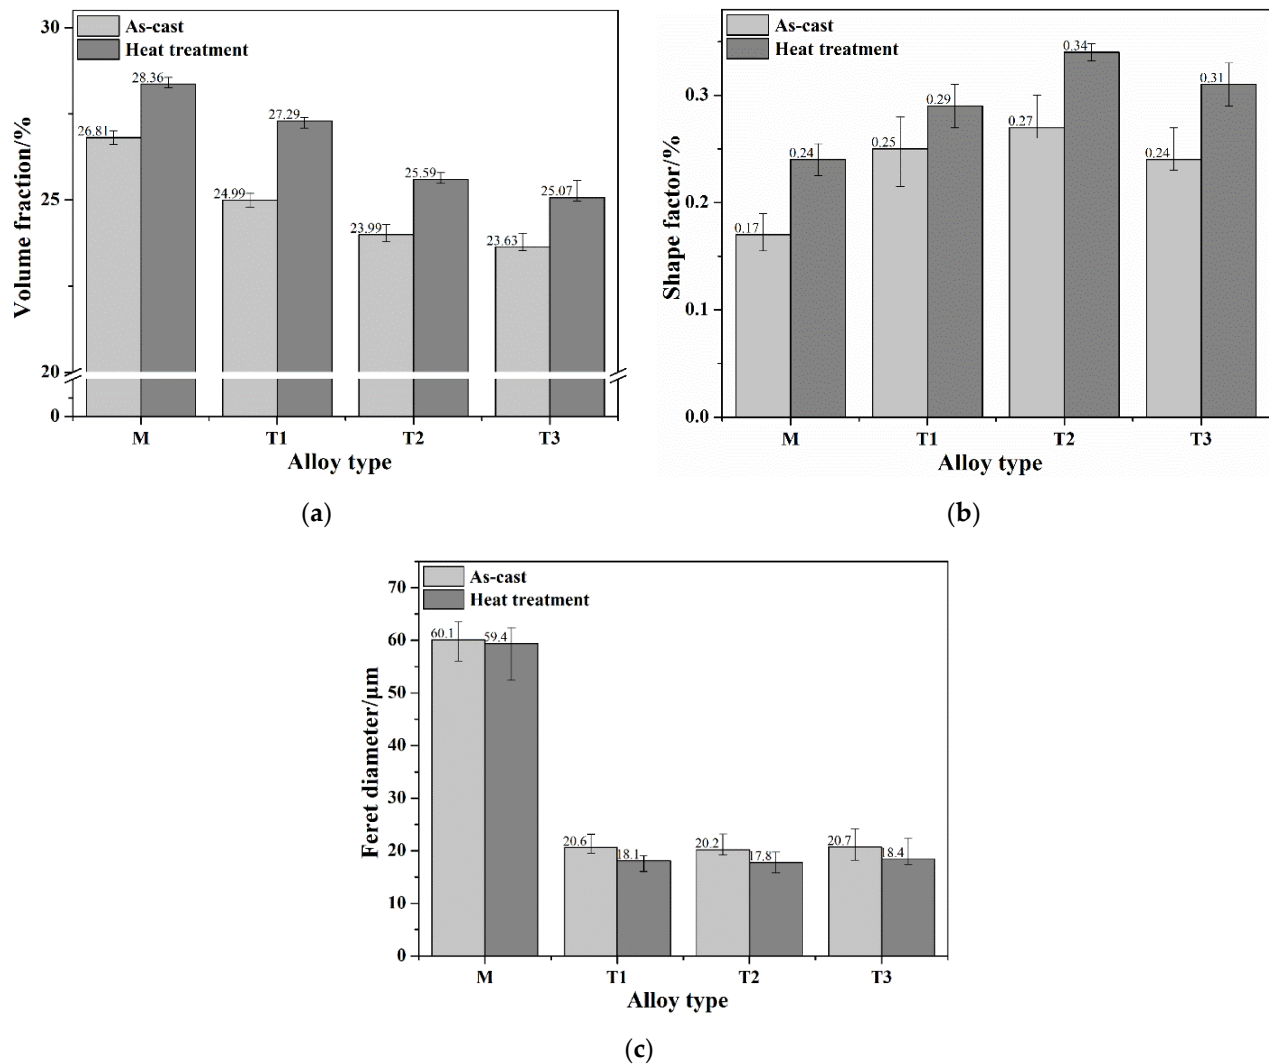 As-cast
Heat treatment
Volume fraction/%
30
25
20
0
26.81
28.36
24.99
27.29
23.99
25.59
23.63
25.07
M T1 T2 T3
Alloy type
(a)
As-cast
Heat treatment
Shape factor/%
0.3
0.2
0.1
0.0
0.17
0.24
0.25
0.29
0.27
0.34
0.24
0.31
M T1 T2 T3
Alloy type
(b)
As-cast
Heat treatment
Feret diameter/μm
70
60
50
40
30
20
10
0
60.1
59.4
20.6
18.1
20.2
17.8
20.7
18.4
M T1 T2 T3
Alloy type
(c)